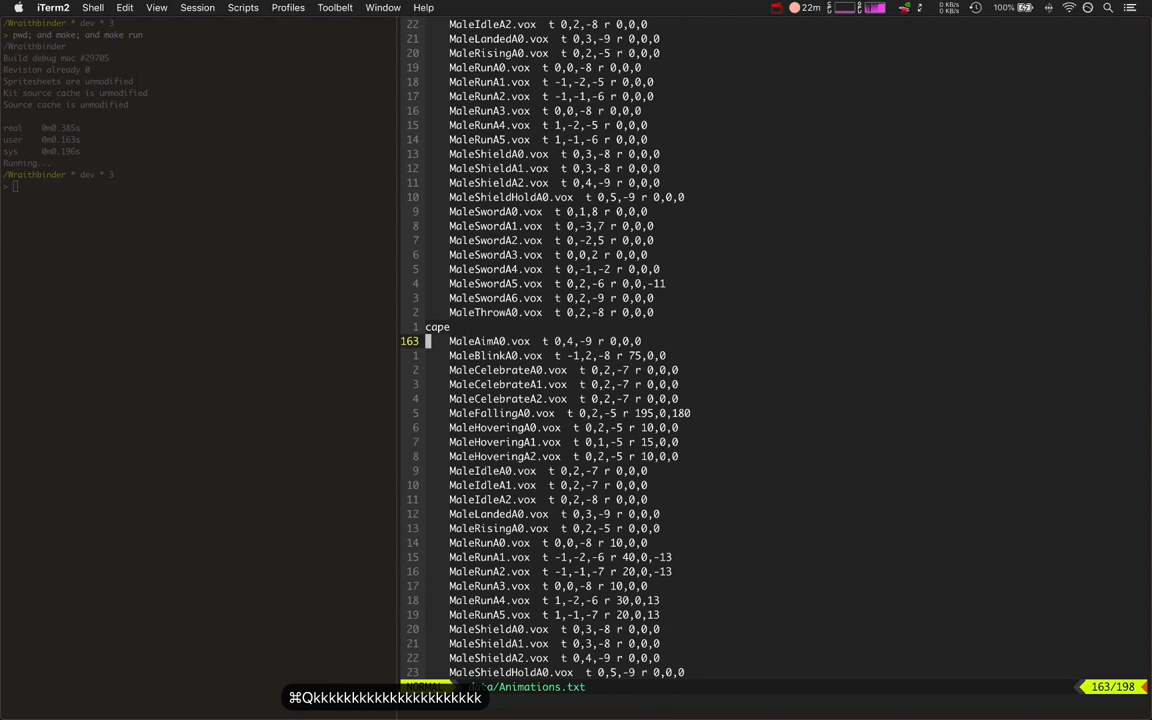 iTerm2 Shell Edit View Session Scripts Profiles Toolbelt Window Help 22m 0 KB/s 0 KB/s 100%
/Wraithbinder * dev * 3
> pwd; and make; and make run
/Wraithbinder
Build debug mac #29705
Revision already 0
Spritesheets are unmodified
Kit source cache is unmodified
Source cache is unmodified
real 0m0.385s
user 0m0.163s
sys 0m0.196s
Running...
/Wraithbinder * dev * 3
>
22 MaleIdleA2.vox t 0,2,-8 r 0,0,0
21 MaleLandedA0.vox t 0,3,-9 r 0,0,0
20 MaleRisingA0.vox t 0,2,-5 r 0,0,0
19 MaleRunA0.vox t 0,0,-8 r 0,0,0
18 MaleRunA1.vox t -1,-2,-5 r 0,0,0
17 MaleRunA2.vox t -1,-1,-6 r 0,0,0
16 MaleRunA3.vox t 0,0,-8 r 0,0,0
15 MaleRunA4.vox t 1,-2,-5 r 0,0,0
14 MaleRunA5.vox t 1,-1,-6 r 0,0,0
13 MaleShieldA0.vox t 0,3,-8 r 0,0,0
12 MaleShieldA1.vox t 0,3,-8 r 0,0,0
11 MaleShieldA2.vox t 0,4,-9 r 0,0,0
10 MaleShieldHoldA0.vox t 0,5,-9 r 0,0,0
9 MaleSwordA0.vox t 0,1,8 r 0,0,0
8 MaleSwordA1.vox t 0,-3,7 r 0,0,0
7 MaleSwordA2.vox t 0,-2,5 r 0,0,0
6 MaleSwordA3.vox t 0,0,2 r 0,0,0
5 MaleSwordA4.vox t 0,-1,-2 r 0,0,0
4 MaleSwordA5.vox t 0,2,-6 r 0,0,-11
3 MaleSwordA6.vox t 0,2,-9 r 0,0,0
2 MaleThrowA0.vox t 0,2,-8 r 0,0,0
1 cape
163 MaleAimA0.vox t 0,4,-9 r 0,0,0
1 MaleBlinkA0.vox t -1,2,-8 r 75,0,0
2 MaleCelebrateA0.vox t 0,2,-7 r 0,0,0
3 MaleCelebrateA1.vox t 0,2,-7 r 0,0,0
4 MaleCelebrateA2.vox t 0,2,-7 r 0,0,0
5 MaleFallingA0.vox t 0,2,-5 r 195,0,180
6 MaleHoveringA0.vox t 0,2,-5 r 10,0,0
7 MaleHoveringA1.vox t 0,1,-5 r 15,0,0
8 MaleHoveringA2.vox t 0,2,-5 r 10,0,0
9 MaleIdleA0.vox t 0,2,-7 r 0,0,0
10 MaleIdleA1.vox t 0,2,-7 r 0,0,0
11 MaleIdleA2.vox t 0,2,-8 r 0,0,0
12 MaleLandedA0.vox t 0,3,-9 r 0,0,0
13 MaleRisingA0.vox t 0,2,-5 r 0,0,0
14 MaleRunA0.vox t 0,0,-8 r 10,0,0
15 MaleRunA1.vox t -1,-2,-6 r 40,0,-13
16 MaleRunA2.vox t -1,-1,-7 r 20,0,-13
17 MaleRunA3.vox t 0,0,-8 r 10,0,0
18 MaleRunA4.vox t 1,-2,-6 r 30,0,13
19 MaleRunA5.vox t 1,-1,-7 r 20,0,13
20 MaleShieldA0.vox t 0,3,-8 r 0,0,0
21 MaleShieldA1.vox t 0,3,-8 r 0,0,0
22 MaleShieldA2.vox t 0,4,-9 r 0,0,0
23 MaleShieldHoldA0.vox t 0,5,-9 r 0,0,0
data/Animations.txt 163/198
⌘Qkkkkkkkkkkkkkkkkkkkkkk